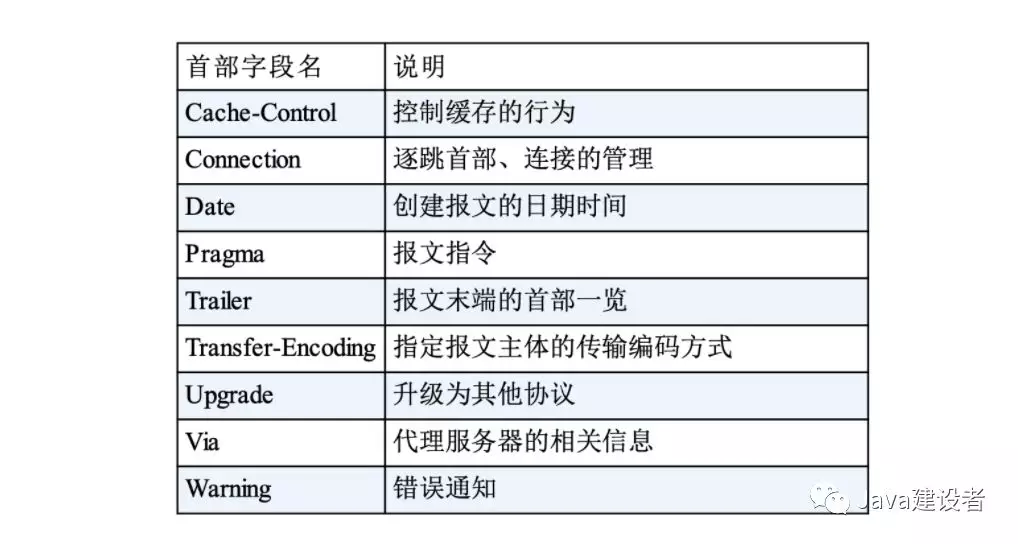 首部字段名 说明
Cache-Control 控制缓存的行为
Connection 逐跳首部、连接的管理
Date 创建报文的日期时间
Pragma 报文指令
Trailer 报文末端的首部一览
Transfer-Encoding 指定报文主体的传输编码方式
Upgrade 升级为其他协议
Via 代理服务器的相关信息
Warning 错误通知
Java建设者